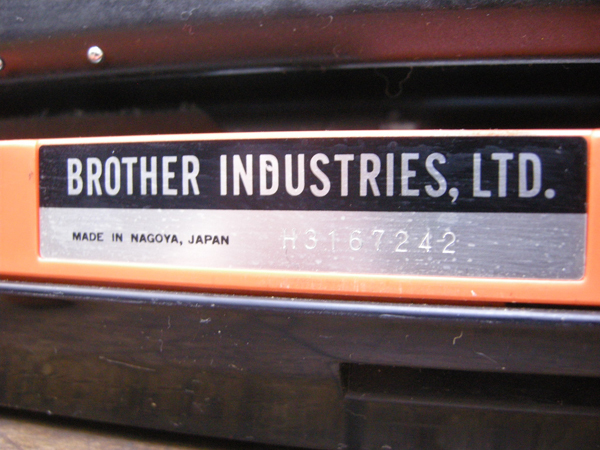 BROTHER INDUSTRIES, LTD.
MADE IN NAGOYA, JAPAN H3167242